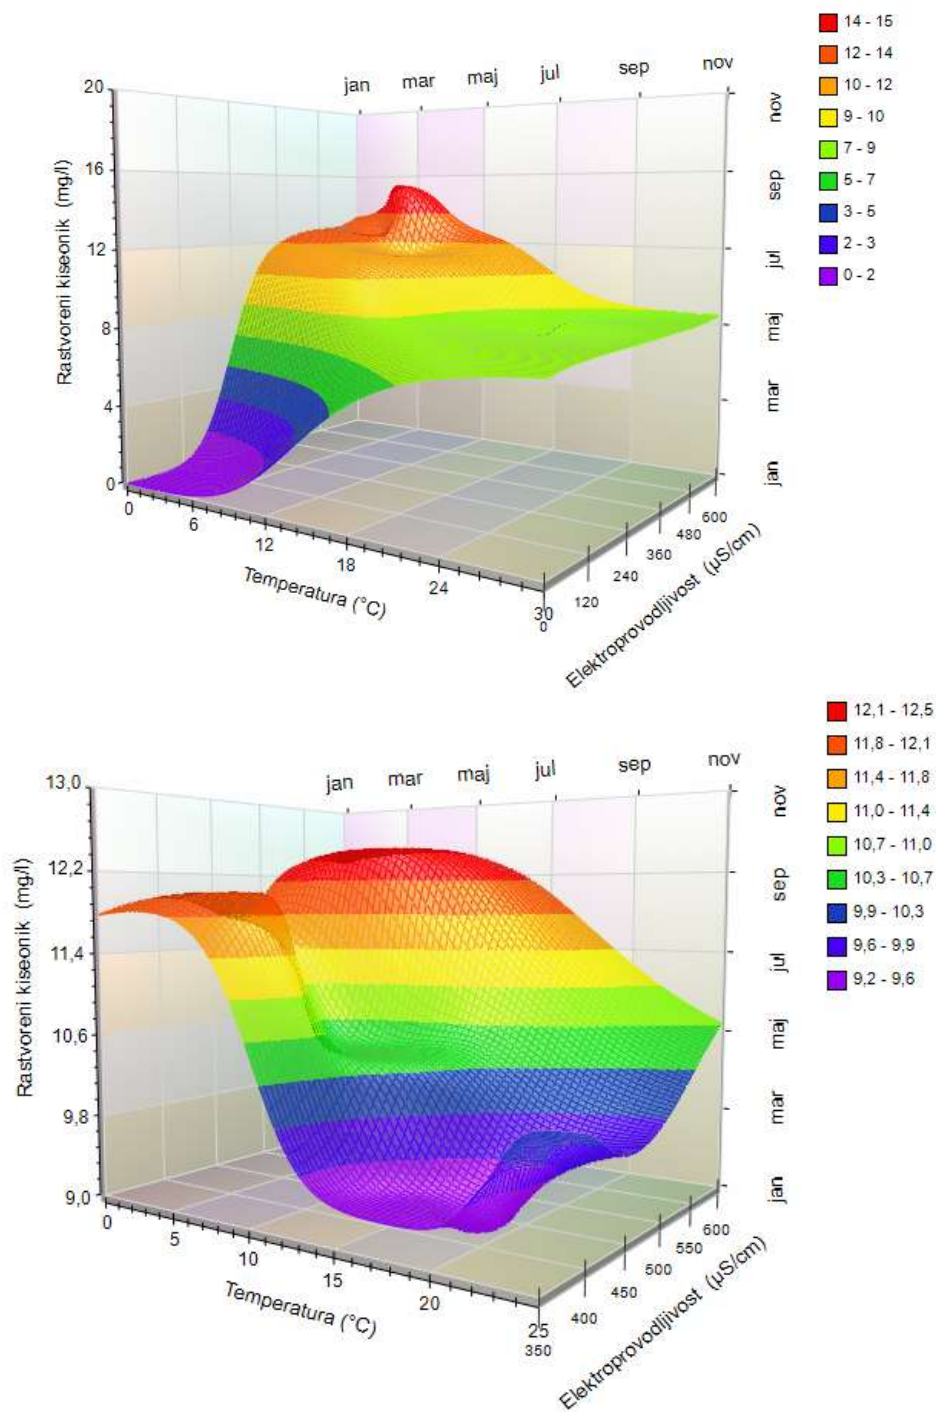 14 - 15
12 - 14
10 - 12
9 - 10
7 - 9
5 - 7
3 - 5
2 - 3
0 - 2
jan mar maj jul sep nov
nov
sep
jul
maj
mar
jan
Rastvoreni kiseonik (mg/l)
20
16
12
8
4
0
0 6 12 18 24 30
Temperatura (°C)
0 120 240 360 480 600
Elektroprovodljivost (µS/cm)
12,1 - 12,5
11,8 - 12,1
11,4 - 11,8
11,0 - 11,4
10,7 - 11,0
10,3 - 10,7
9,9 - 10,3
9,6 - 9,9
9,2 - 9,6
jan mar maj jul sep nov
nov
sep
jul
maj
mar
jan
Rastvoreni kiseonik (mg/l)
13,0
12,2
11,4
10,6
9,8
9,0
0 5 10 15 20 25
Temperatura (°C)
350 400 450 500 550 600
Elektroprovodljivost (µS/cm)